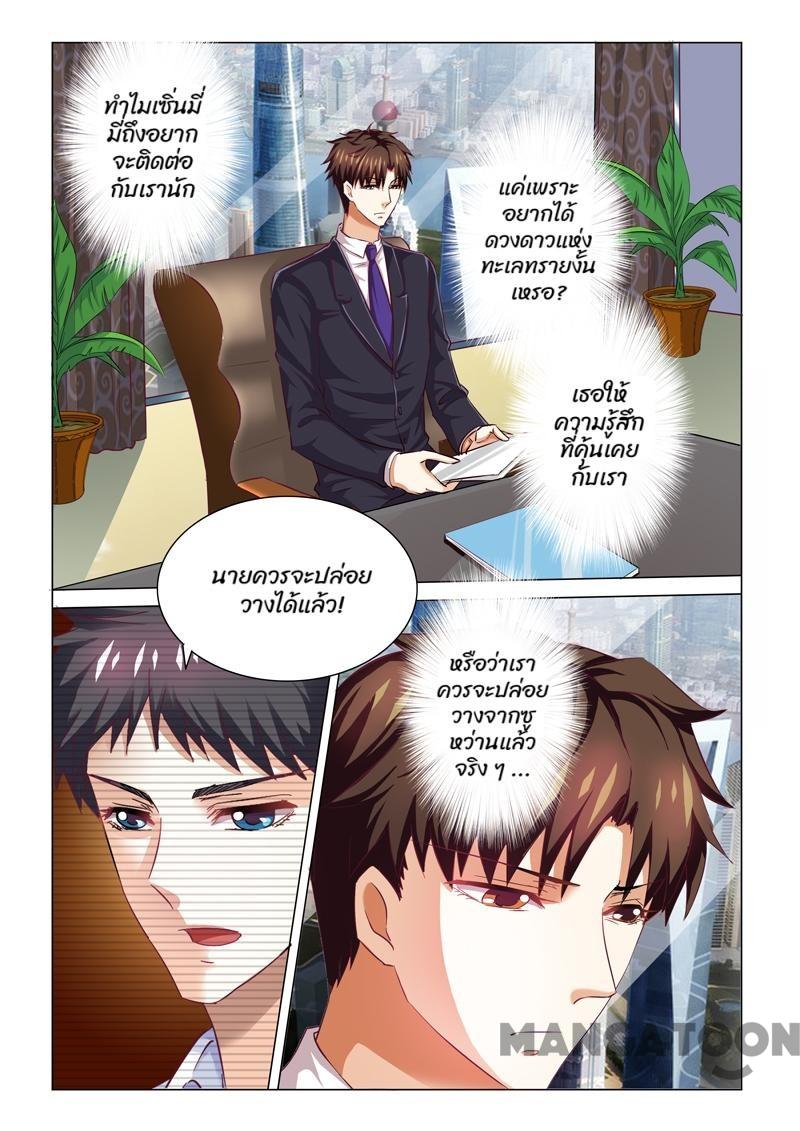 ทำไมเซิ่นมี่
มี่ถึงอยาก
จะติดต่อ
กับเรานัก
แค่เพราะ
อยากได้
ดวงดาวแห่ง
ทะเลทรายงั้น
เหรอ?
เธอให้
ความรู้สึก
ที่คุ้นเคย
กับเรา
นายควรจะปล่อย
วางได้แล้ว!
หรือว่าเรา
ควรจะปล่อย
วางจากซู
หว่านแล้ว
จริง ๆ ...
MANGATOON